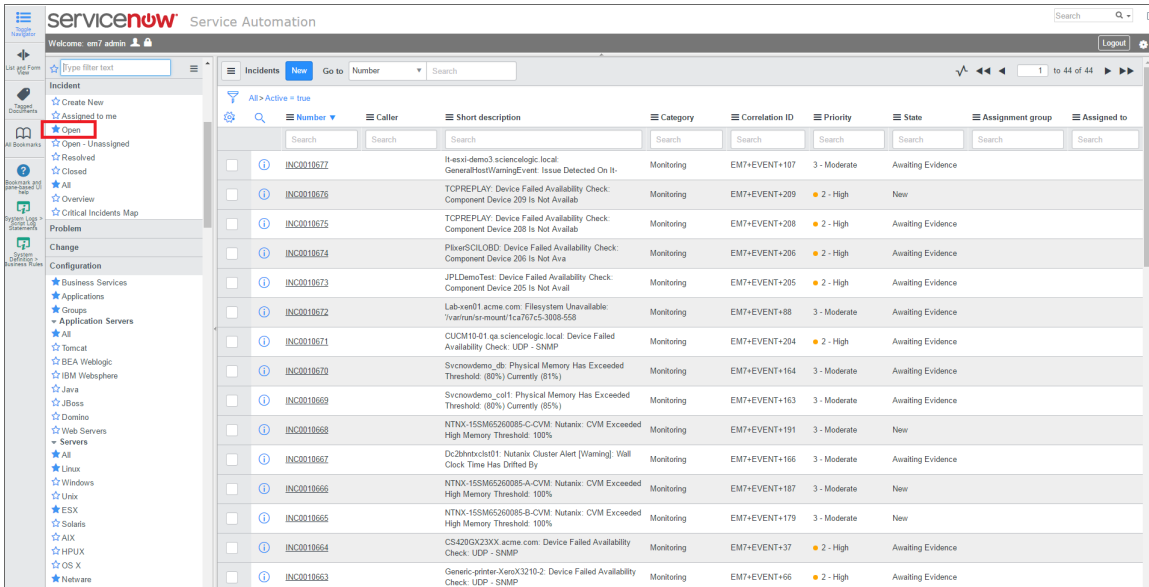 servicenow Service Automation
Search
Welcome: em7 admin
Logout
Toggle
Navigator
List and Form
View
Tagged
Documents
All Bookmarks
Bookmark and
pane-based UI
help
System Logs >
Script Log
Statements
System
Definition >
Business Rules
Type filter text
Incident
Create New
Assigned to me
Open
Open - Unassigned
Resolved
Closed
All
Overview
Critical Incidents Map
Problem
Change
Configuration
Business Services
Applications
Groups
Application Servers
All
Tomcat
BEA Weblogic
IBM Websphere
Java
JBoss
Domino
Web Servers
Servers
All
Linux
Windows
Unix
ESX
Solaris
AIX
HPUX
OS X
Netware
Incidents New Go to Number Search 1 to 44 of 44
All > Active = true
Number Caller Short description Category Correlation ID Priority State Assignment group Assigned to
Search Search Search Search Search Search Search Search Search
INC0010677 It-esxi-demo3.sciencelogic.local: Monitoring EM7+EVENT+107 3 - Moderate Awaiting Evidence
GeneralHostWarningEvent: Issue Detected On It-
INC0010676 TCPREPLAY: Device Failed Availability Check: Monitoring EM7+EVENT+209 2 - High New
Component Device 209 Is Not Availab
INC0010675 TCPREPLAY: Device Failed Availability Check: Monitoring EM7+EVENT+208 2 - High Awaiting Evidence
Component Device 208 Is Not Availab
INC0010674 PlixerSCILOBD: Device Failed Availability Check: Monitoring EM7+EVENT+206 2 - High Awaiting Evidence
Component Device 206 Is Not Ava
INC0010673 JPLDemoTest: Device Failed Availability Check: Monitoring EM7+EVENT+205 2 - High Awaiting Evidence
Component Device 205 Is Not Avail
INC0010672 Lab-xen01.acme.com: Filesystem Unavailable: Monitoring EM7+EVENT+88 3 - Moderate Awaiting Evidence
'/var/run/sr-mount/1ca767c5-3008-558
INC0010671 CUCM10-01.qa.sciencelogic.local: Device Failed Monitoring EM7+EVENT+204 2 - High Awaiting Evidence
Availability Check: UDP - SNMP
INC0010670 Svcnowdemo_db: Physical Memory Has Exceeded Monitoring EM7+EVENT+164 3 - Moderate Awaiting Evidence
Threshold: (80%) Currently (81%)
INC0010669 Svcnowdemo_col1: Physical Memory Has Exceeded Monitoring EM7+EVENT+163 3 - Moderate Awaiting Evidence
Threshold: (80%) Currently (85%)
INC0010668 NTNX-15SM65260085-C-CVM: Nutanix: CVM Exceeded Monitoring EM7+EVENT+191 3 - Moderate New
High Memory Threshold: 100%
INC0010667 Dc2bhntxclst01: Nutanix Cluster Alert [Warning]: Wall Monitoring EM7+EVENT+166 3 - Moderate Awaiting Evidence
Clock Time Has Drifted By
INC0010666 NTNX-15SM65260085-A-CVM: Nutanix: CVM Exceeded Monitoring EM7+EVENT+187 3 - Moderate New
High Memory Threshold: 100%
INC0010665 NTNX-15SM65260085-B-CVM: Nutanix: CVM Exceeded Monitoring EM7+EVENT+179 3 - Moderate New
High Memory Threshold: 100%
INC0010664 CS420GX23XX.acme.com: Device Failed Availability Monitoring EM7+EVENT+37 2 - High Awaiting Evidence
Check: UDP - SNMP
INC0010663 Generic-printer-XeroX3210-2: Device Failed Availability Monitoring EM7+EVENT+66 2 - High Awaiting Evidence
Check: UDP - SNMP